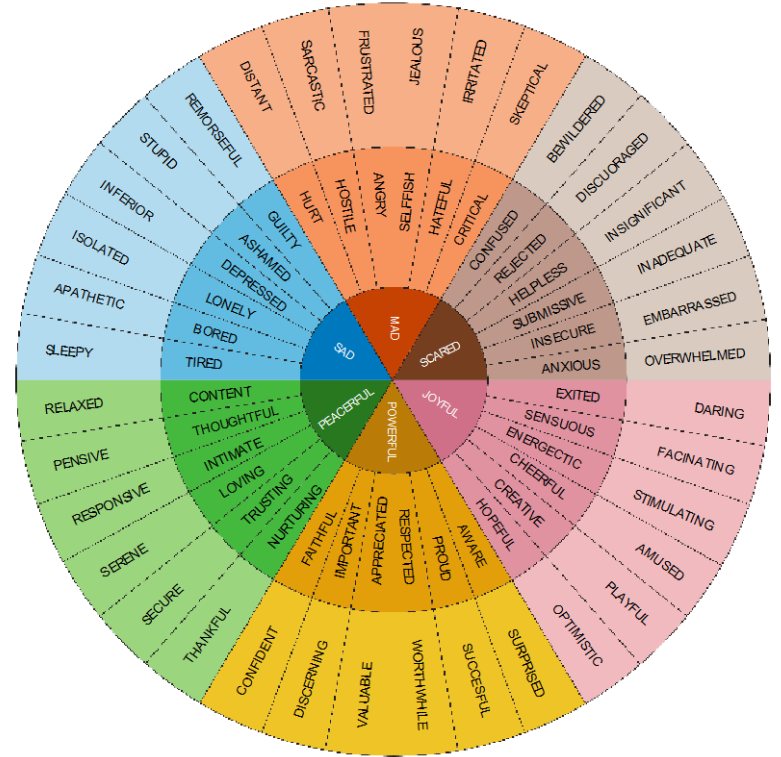 MAD
SCARED
JOYFUL
POWERFUL
PEACERFUL
SAD
HURT
HOSTILE
ANGRY
SELFFISH
HATEFUL
CRITICAL
CONFUSED
REJECTED
HELPLESS
SUBMISSIVE
INSECURE
ANXIOUS
EXITED
SENSUOUS
ENERGECTIC
CHEERFUL
CREATIVE
HOPEFUL
AWARE
PROUD
RESPECTED
APPRECIATED
IMPORTANT
FAITHFUL
NURTURING
TRUSTING
LOVING
INTIMATE
THOUGHTFUL
CONTENT
TIRED
BORED
LONELY
DEPRESSED
ASHAMED
GUILTY
DISTANT
SARCASTIC
FRUSTRATED
JEALOUS
IRRITATED
SKEPTICAL
BEWILDERED
DISCUORAGED
INSIGNIFICANT
INADEQUATE
EMBARRASSED
OVERWHELMED
DARING
FACINATING
STIMULATING
AMUSED
PLAYFUL
OPTIMISTIC
SURPRISED
SUCCESFUL
WORTHWHILE
VALUABLE
DISCERNING
CONFIDENT
THANKFUL
SECURE
SERENE
RESPONSIVE
PENSIVE
RELAXED
SLEEPY
APATHETIC
ISOLATED
INFERIOR
STUPID
REMORSEFUL